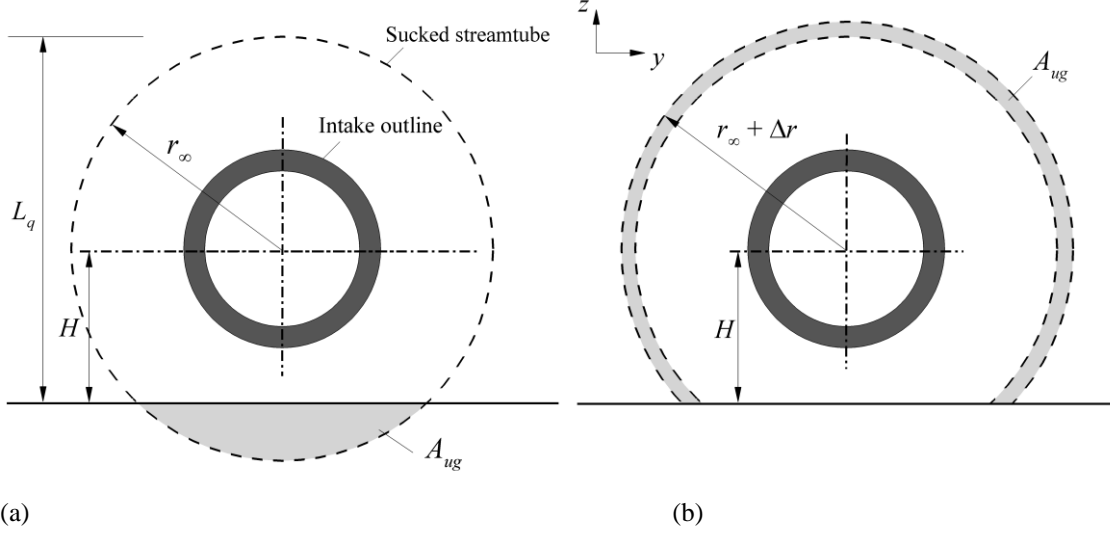 Sucked streamtube
Intake outline
r∞
L_q
H
A_ug
(a)
z
y
A_ug
r∞ + Δr
H
(b)